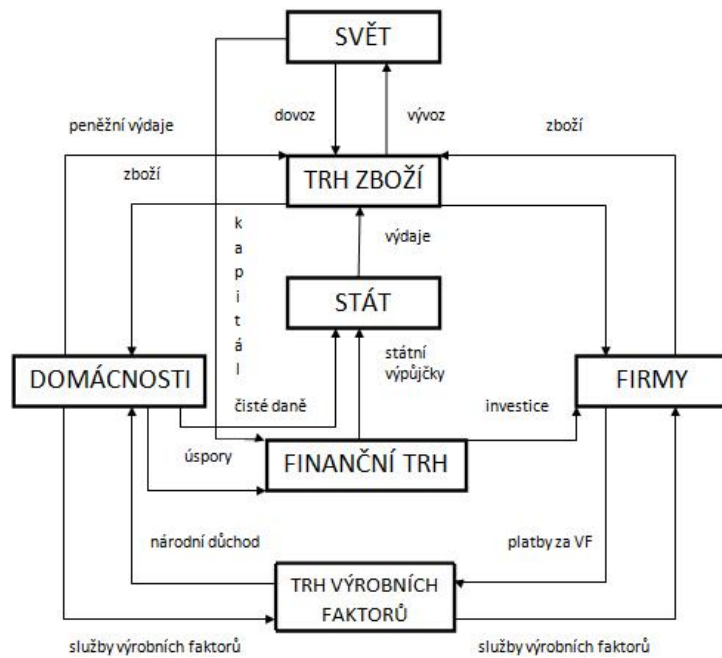 SVĚT
dovoz
vývoz
peněžní výdaje
zboží
TRH ZBOŽÍ
zboží
kapitál
výdaje
STÁT
státní
výpůjčky
DOMÁCNOSTI
FIRMY
čisté daně
investice
úspory
FINANČNÍ TRH
národní důchod
platby za VF
TRH VÝROBNÍCH
FAKTORŮ
služby výrobních faktorů
služby výrobních faktorů